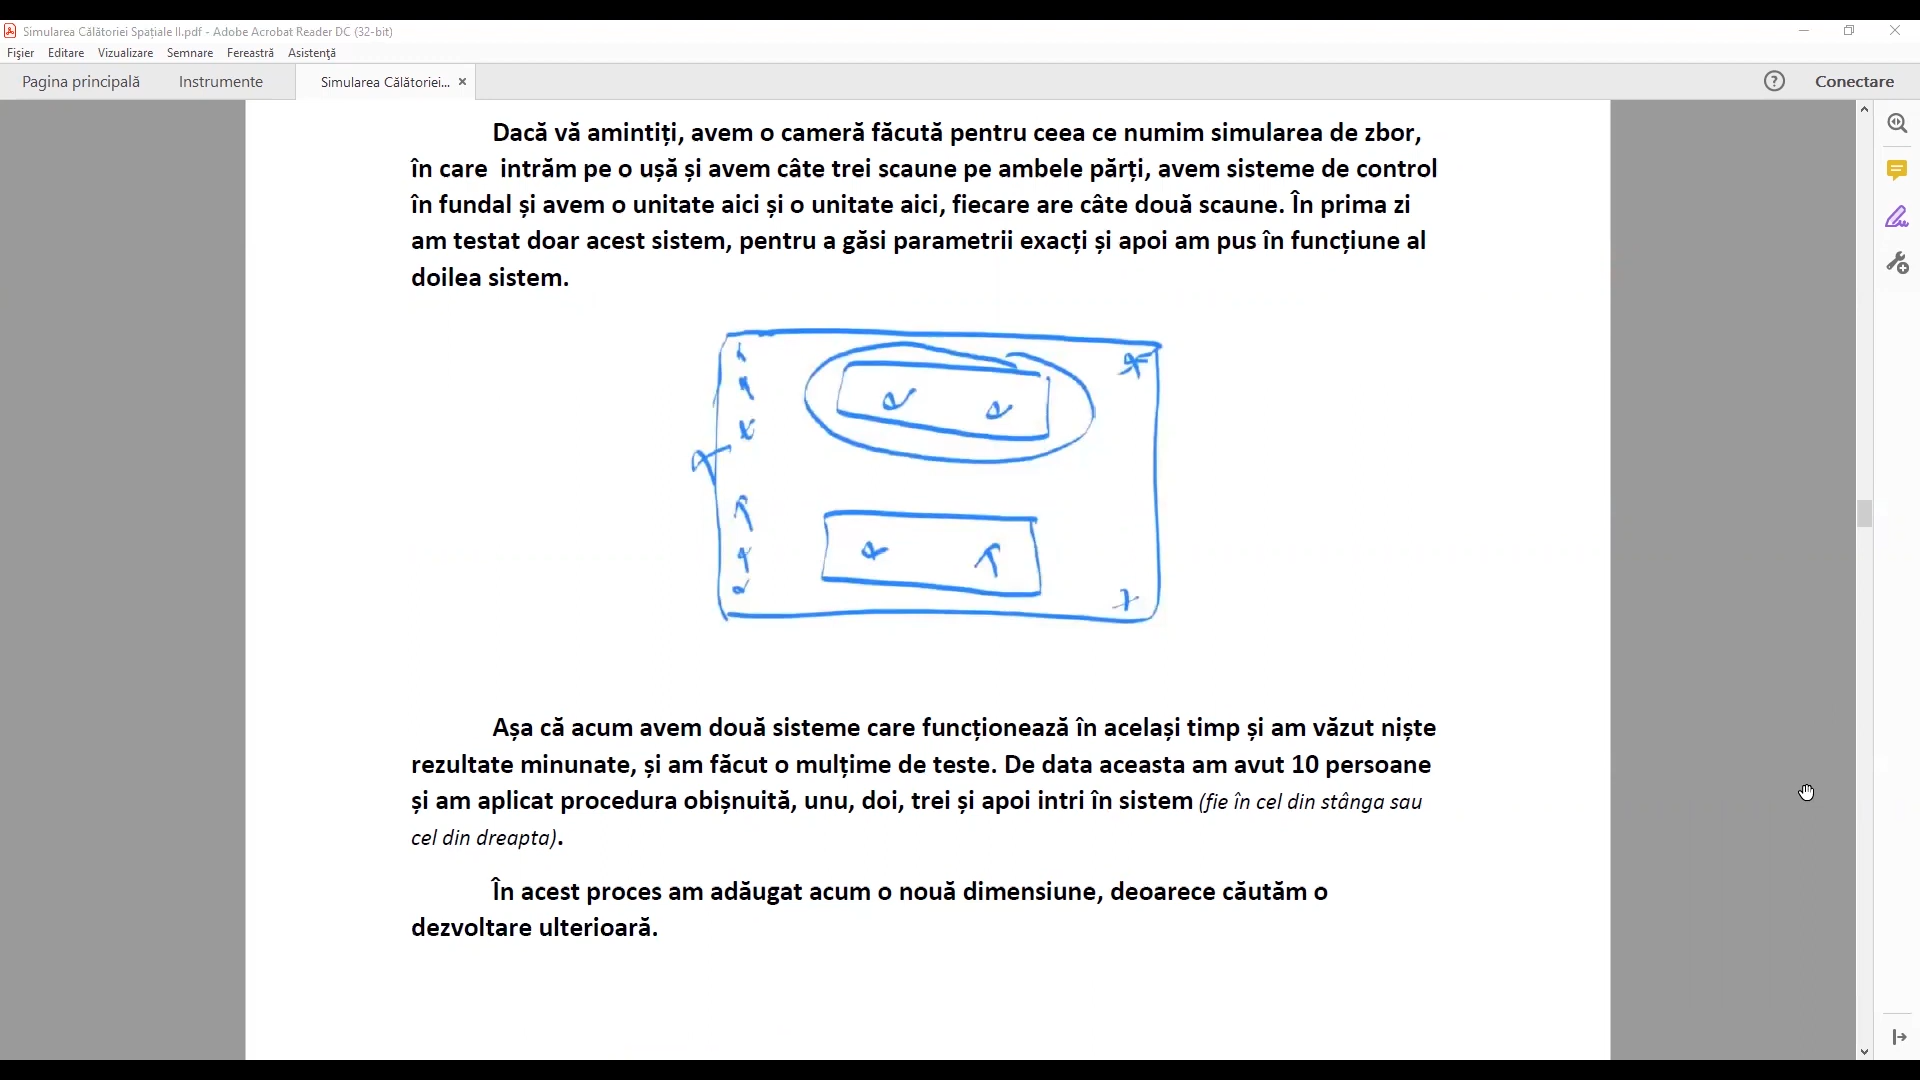 Simularea Călătoriei Spațiale II.pdf - Adobe Acrobat Reader DC (32-bit)
Fișier Editare Vizualizare Semnare Fereastră Asistență
Pagina principală Instrumente Simularea Călătoriei... × Conectare
Dacă vă amintiți, avem o cameră făcută pentru ceea ce numim simularea de zbor,
în care intrăm pe o ușă și avem câte trei scaune pe ambele părți, avem sisteme de control
în fundal și avem o unitate aici și o unitate aici, fiecare are câte două scaune. În prima zi
am testat doar acest sistem, pentru a găsi parametrii exacți și apoi am pus în funcțiune al
doilea sistem.
Așa că acum avem două sisteme care funcționează în același timp și am văzut niște
rezultate minunate, și am făcut o mulțime de teste. De data aceasta am avut 10 persoane
și am aplicat procedura obișnuită, unu, doi, trei și apoi intri în sistem (fie în cel din stânga sau
cel din dreapta).
În acest proces am adăugat acum o nouă dimensiune, deoarece căutăm o
dezvoltare ulterioară.